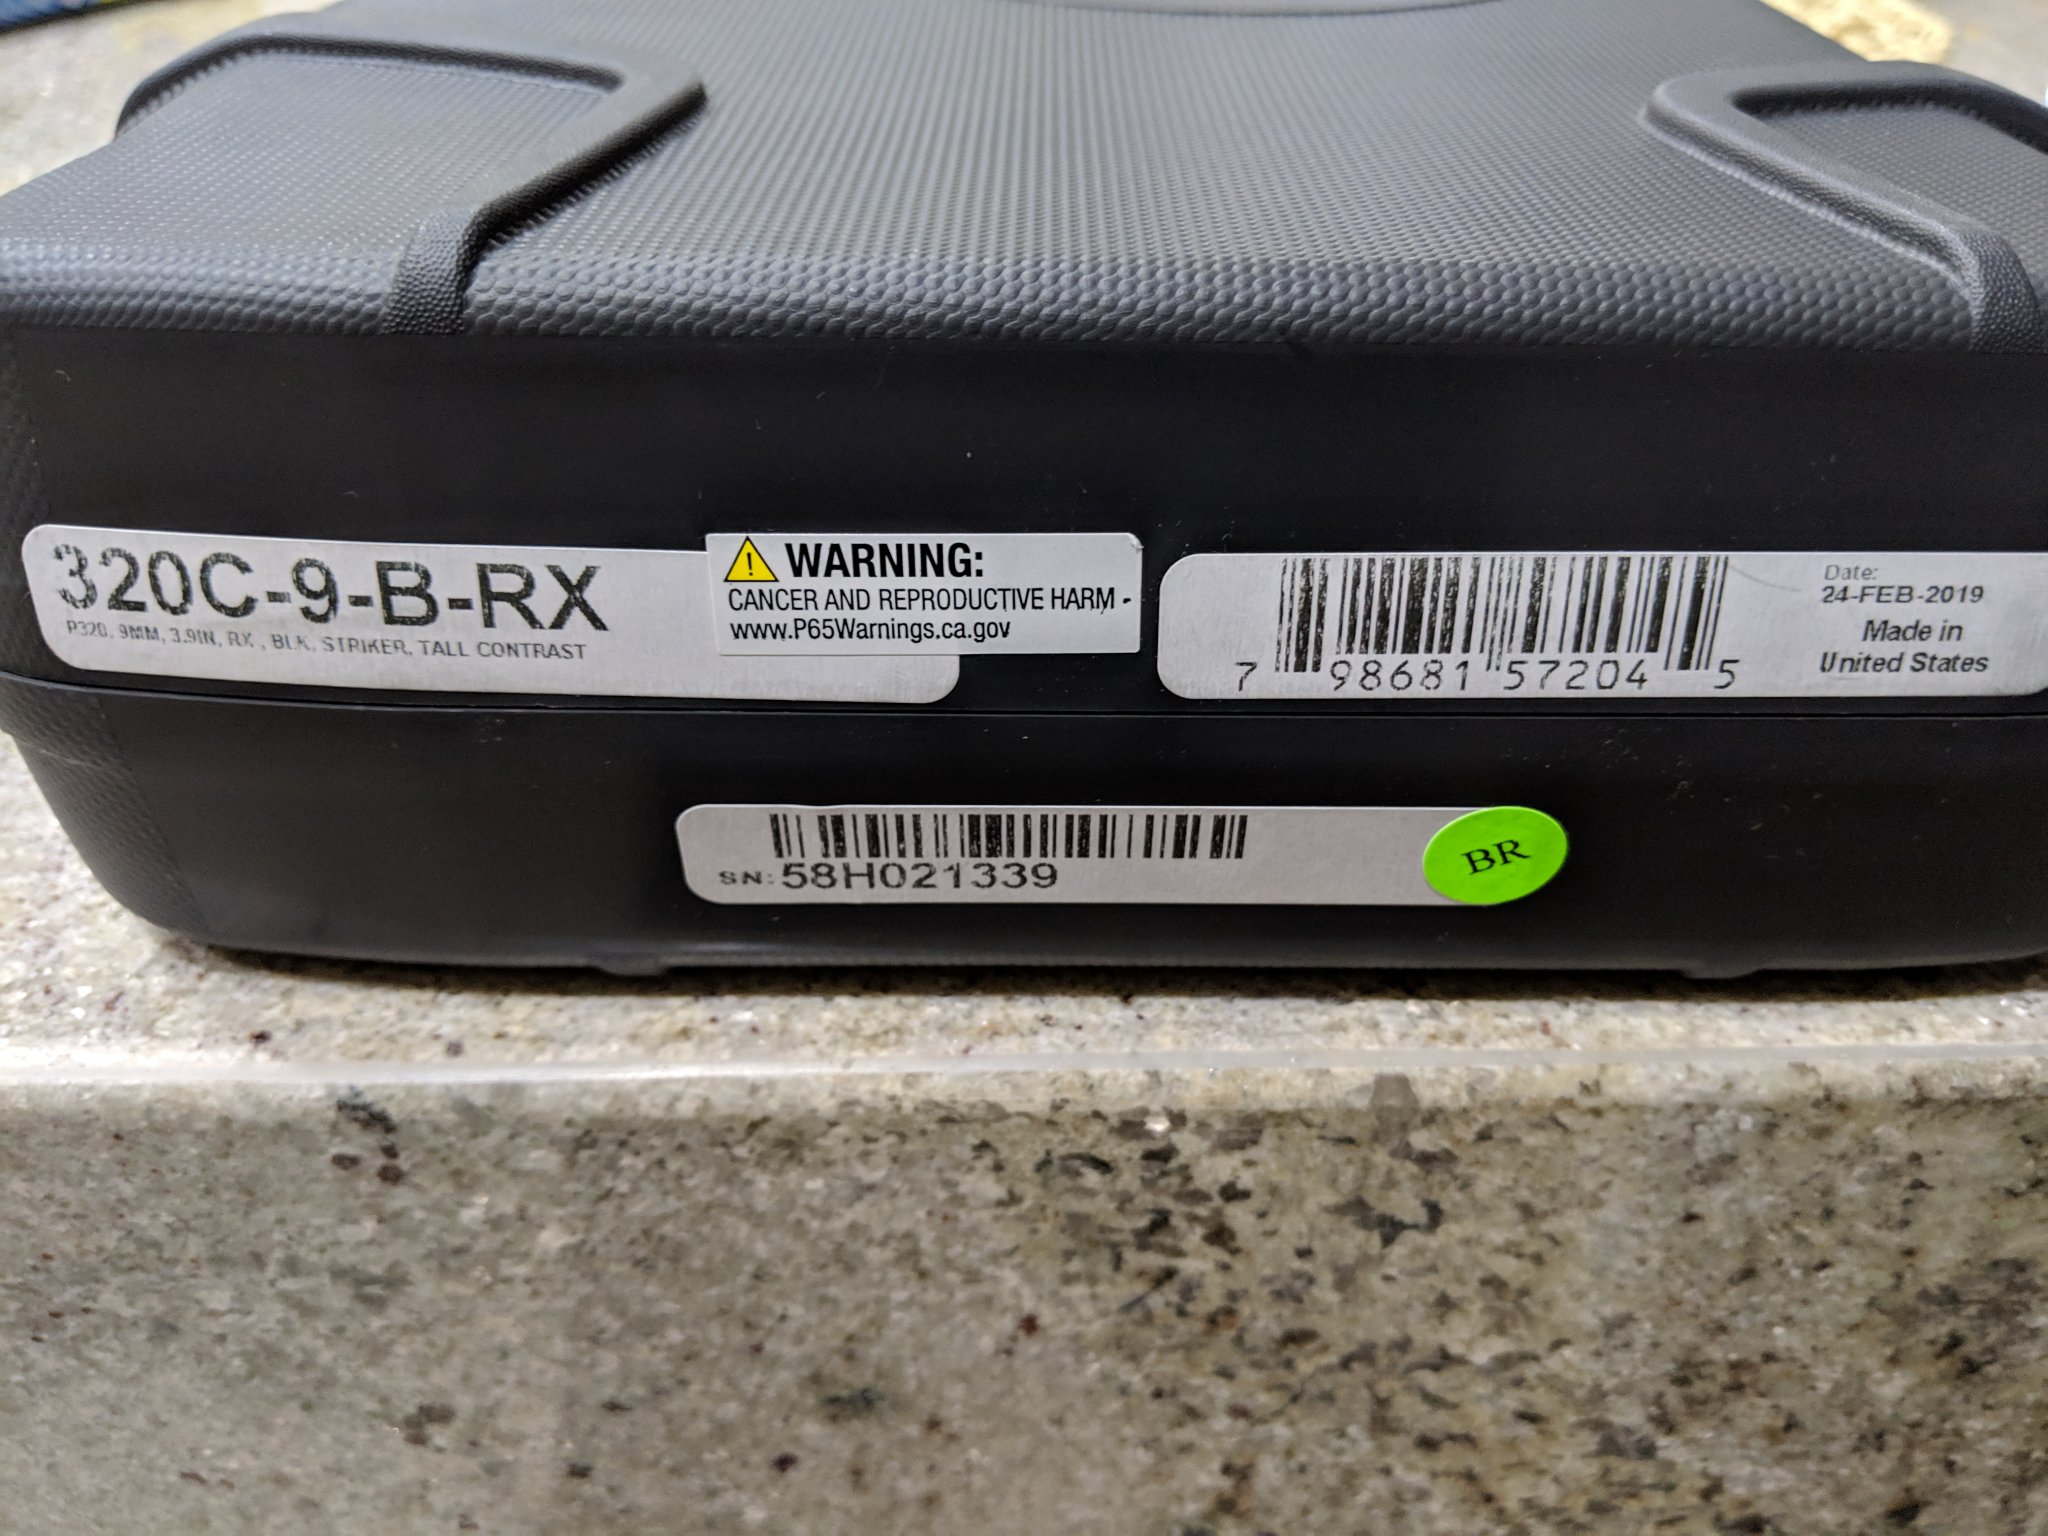 320C-9-B-RX
P320, 9MM, 3.9IN, RX , BLK, STRIKER, TALL CONTRAST
WARNING:
CANCER AND REPRODUCTIVE HARM -
www.P65Warnings.ca.gov
7 98681 57204 5
Date:
24-FEB-2019
Made in
United States
SN: 58H021339
BR